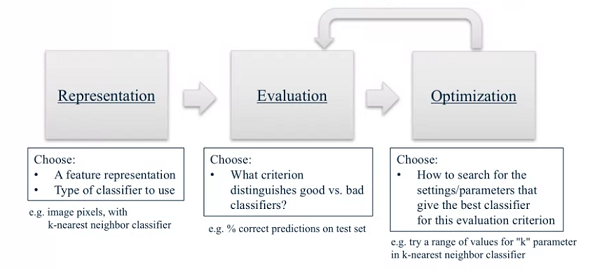 Representation
Evaluation
Optimization
Choose:
• A feature representation
• Type of classifier to use
e.g. image pixels, with
k-nearest neighbor classifier
Choose:
• What criterion
distinguishes good vs. bad
classifiers?
e.g. % correct predictions on test set
Choose:
• How to search for the
settings/parameters that
give the best classifier
for this evaluation criterion
e.g. try a range of values for "k" parameter
in k-nearest neighbor classifier